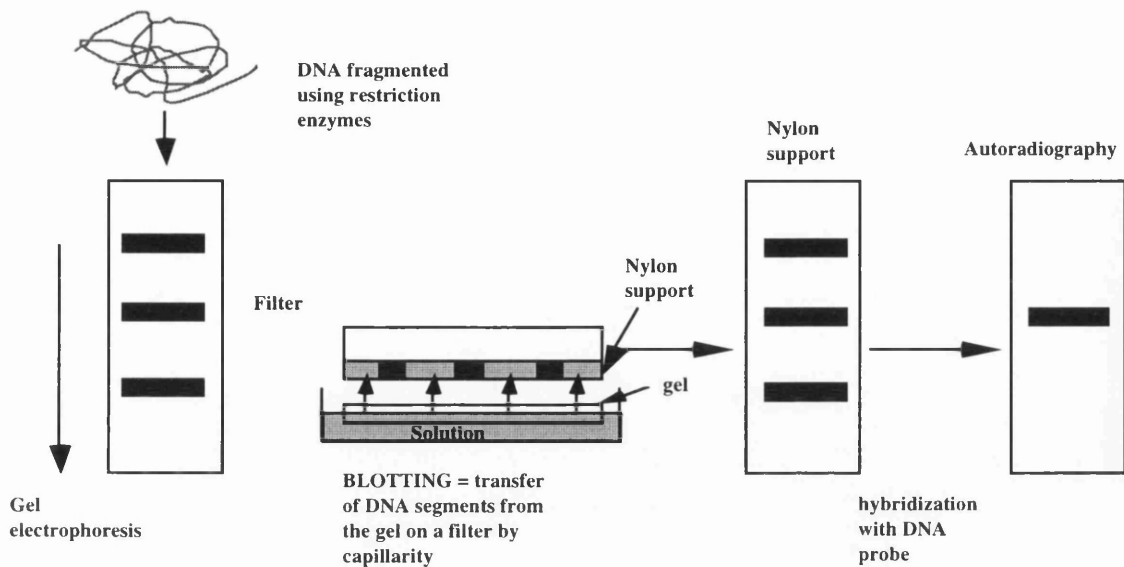 DNA fragmented
using restriction
enzymes
Nylon
support
Autoradiography
Filter
Nylon
support
gel
Solution
Gel
electrophoresis
BLOTTING = transfer
of DNA segments from
the gel on a filter by
capillarity
hybridization
with DNA
probe